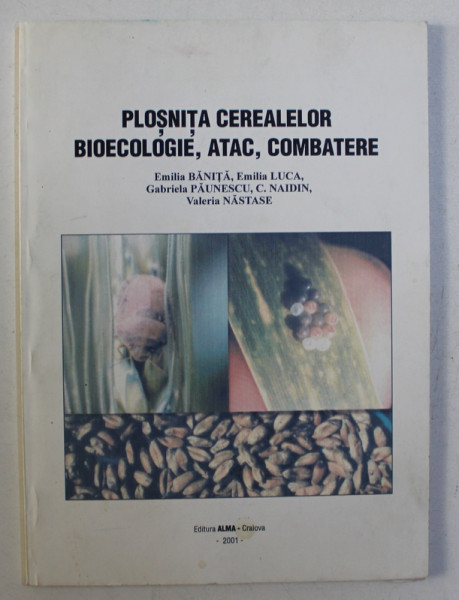 PLOȘNIȚA CEREALELOR
BIOECOLOGIE, ATAC, COMBATERE
Emilia BĂNIȚĂ, Emilia LUCA,
Gabriela PĂUNESCU, C. NAIDIN,
Valeria NĂSTASE
Editura ALMA - Craiova
- 2001 -